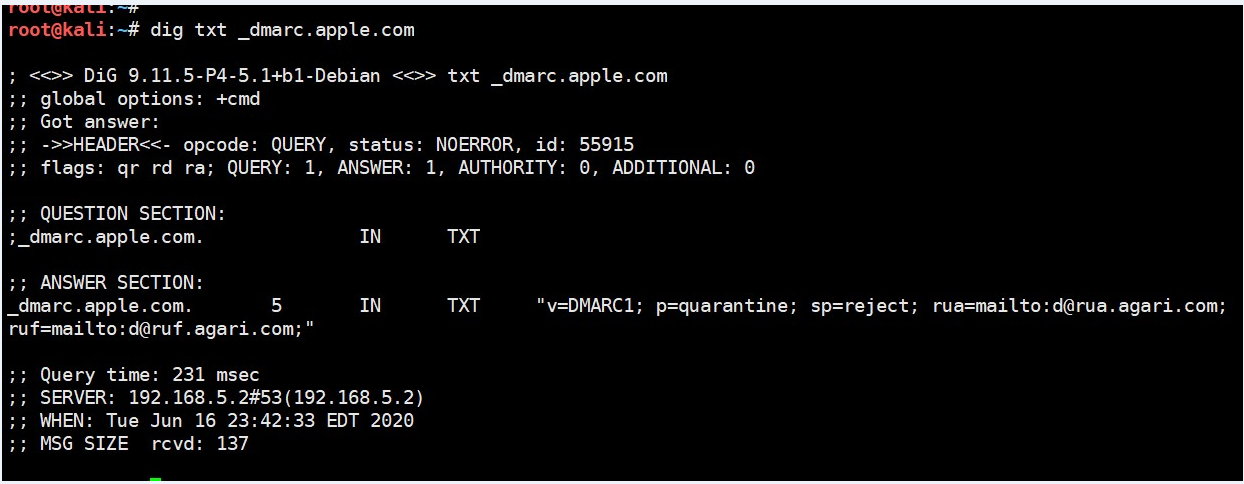 root@kali:~#
root@kali:~# dig txt _dmarc.apple.com
; <<>> DiG 9.11.5-P4-5.1+b1-Debian <<>> txt _dmarc.apple.com
;; global options: +cmd
;; Got answer:
;; ->>HEADER<<- opcode: QUERY, status: NOERROR, id: 55915
;; flags: qr rd ra; QUERY: 1, ANSWER: 1, AUTHORITY: 0, ADDITIONAL: 0
;; QUESTION SECTION:
;_dmarc.apple.com. IN TXT
;; ANSWER SECTION:
_dmarc.apple.com. 5 IN TXT "v=DMARC1; p=quarantine; sp=reject; rua=mailto:d@rua.agari.com;
ruf=mailto:d@ruf.agari.com;"
;; Query time: 231 msec
;; SERVER: 192.168.5.2#53(192.168.5.2)
;; WHEN: Tue Jun 16 23:42:33 EDT 2020
;; MSG SIZE rcvd: 137